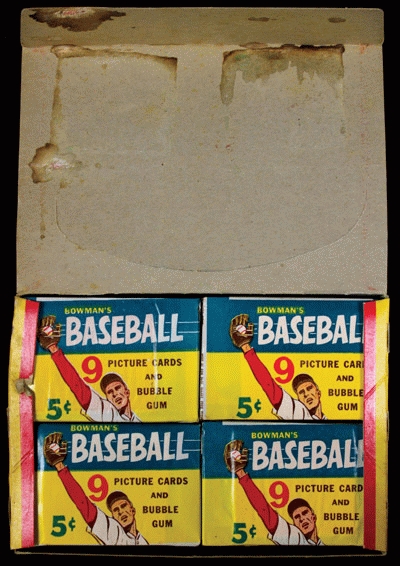 BOWMAN'S
BASEBALL
9 PICTURE CARDS
AND
BUBBLE
GUM
5¢
BOWMAN'S
BASEBAL
9 PICTURE CAR
AND
BUBBLE
GUM
5¢
BOWMAN'S
BASEBALL
9 PICTURE CARDS
AND
BUBBLE
GUM
5¢
BOWMAN'S
BASEBALL
9 PICTURE CARD
AND
BUBBLE
GUM
5¢